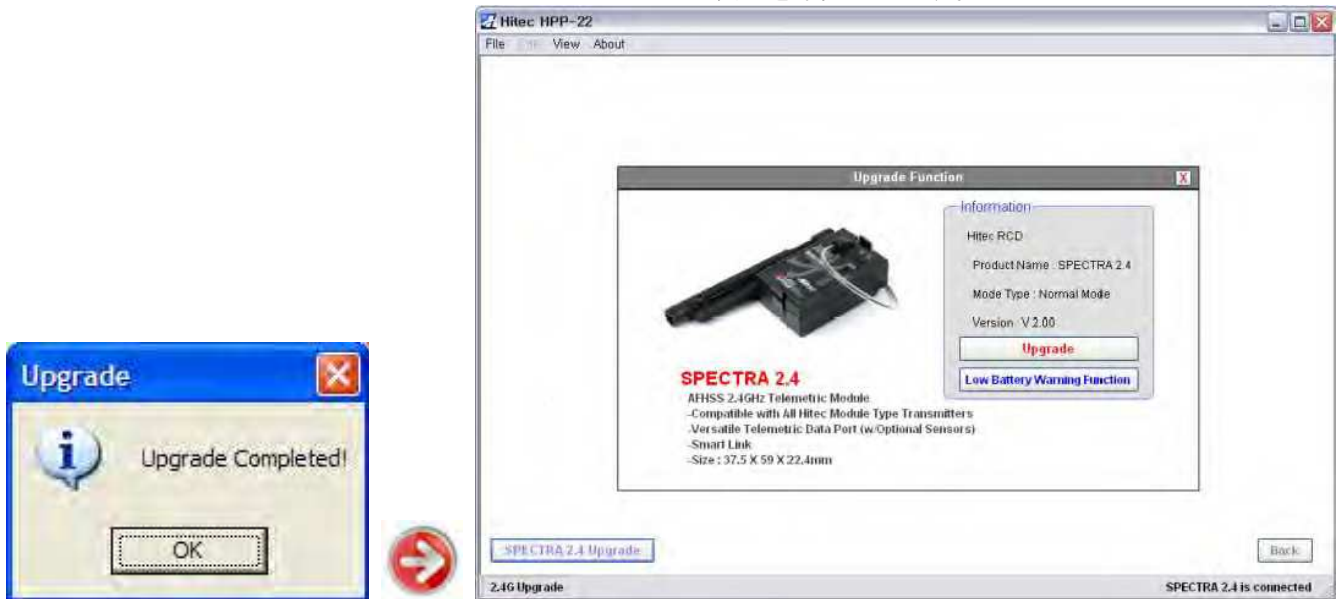 Upgrade
Upgrade Completed!
OK
Hitec HPP-22
File
View About
Upgrade Function
X
Information
Hitec RCD
Product Name : SPECTRA 2.4
Mode Type : Normal Mode
Version : V 2.00
Upgrade
Low Battery Warning Function
SPECTRA 2.4
AFHSS 2.4GHz Telemetric Module
-Compatible with All Hitec Module Type Transmitters
-Versatile Telemetric Data Port (w/Optional Sensors)
-Smart Link
-Size : 37.5 X 59 X 22.4mm
SPECTRA 2.4 Upgrade
Back
2.4G Upgrade
SPECTRA 2.4 is connected